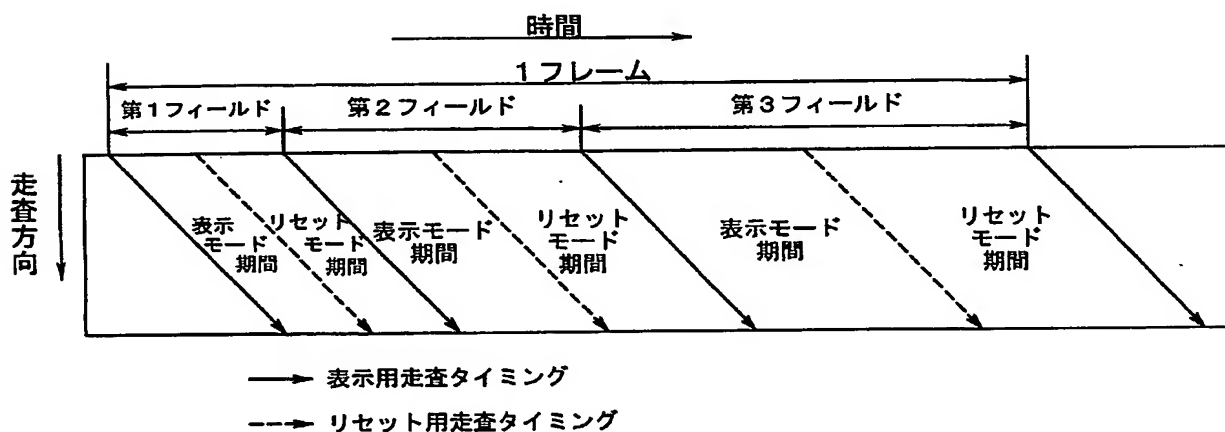 時間
1フレーム
第1フィールド
第2フィールド
第3フィールド
走査方向
表示
モード
期間
リセット
モード
期間
表示モード
期間
リセット
モード
期間
表示モード
期間
リセット
モード
期間
表示用走査タイミング
リセット用走査タイミング